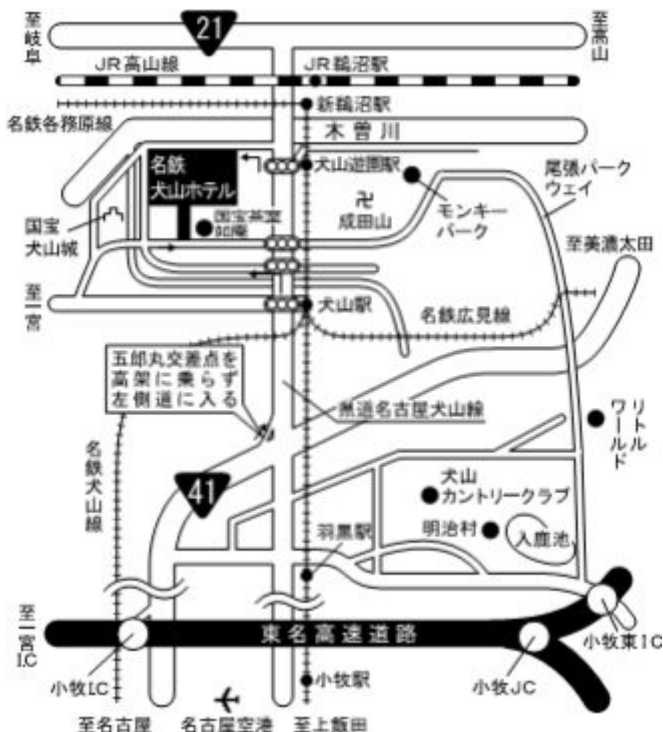 至岐阜
21
至高山
JR高山線
JR鵜沼駅
新鵜沼駅
名鉄各務原線
木曽川
名鉄
犬山ホテル
犬山遊園駅
尾張パーク
ウェイ
国宝
犬山城
国宝茶室
如庵
卍
成田山
モンキー
パーク
至美濃太田
至一宮
犬山駅
名鉄広見線
五郎丸交差点を
高架に乗らず
左側道に入る
県道名古屋犬山線
リトル
ワールド
名鉄犬山線
41
犬山
カントリークラブ
明治村
入鹿池
羽黒駅
至一宮I.C
東名高速道路
小牧I.C
小牧駅
小牧JC
小牧東IC
至名古屋
名古屋空港
至上飯田